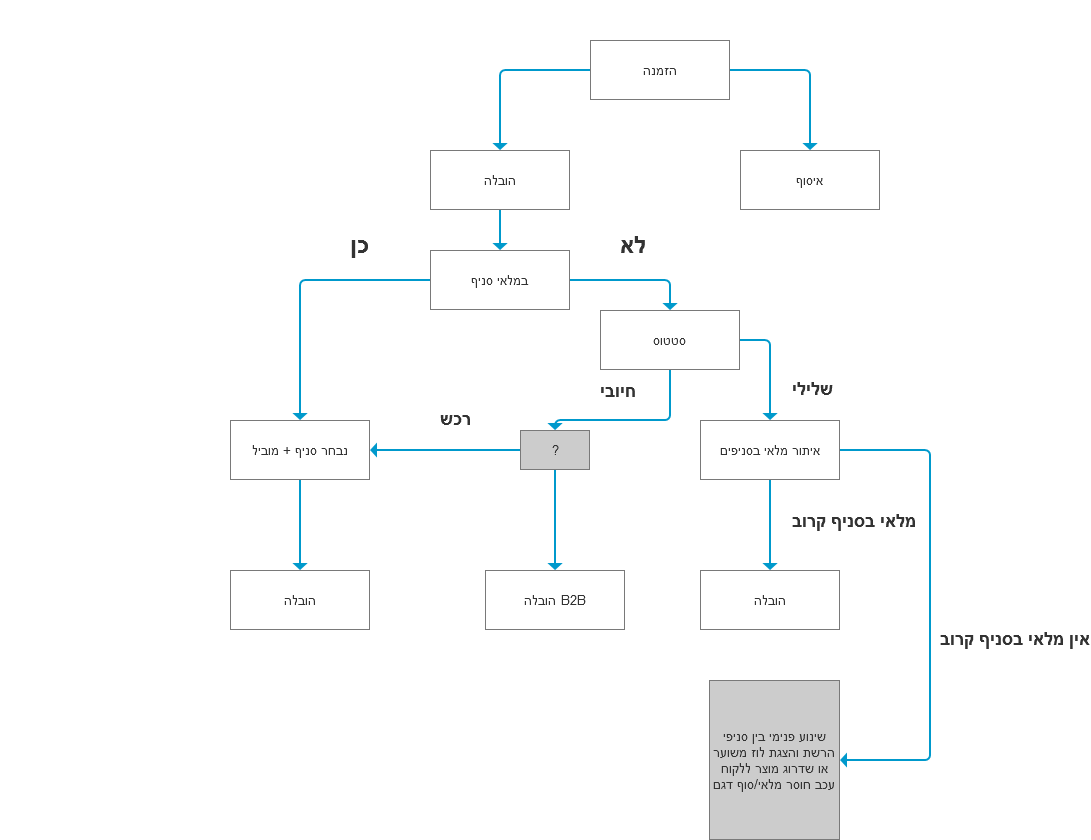 הזמנה
הובלה
איסוף
כן
לא
במלאי סניף
סטטוס
חיובי
שלילי
רכש
נבחר סניף + מוביל
?
איתור מלאי בסניפים
מלאי בסניף קרוב
הובלה
הובלה B2B
הובלה
אין מלאי בסניף קרוב
שינוע פנימי בין סניפי
הרשת והצגת לוז משוער
או שדרוג מוצר ללקוח
עכב חוסר מלאי/סוף דגם